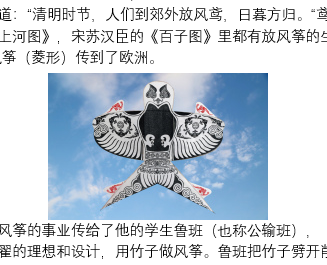 道："清明时节，人们到郊外放风鸢，日暮方归。"“鸢
上河图》，宋苏汉臣的《百子图》里都有放风筝的生
风筝（菱形）传到了欧洲。
风筝的事业传给了他的学生鲁班（也称公输班），
翟的理想和设计，用竹子做风筝。鲁班把竹子劈开削